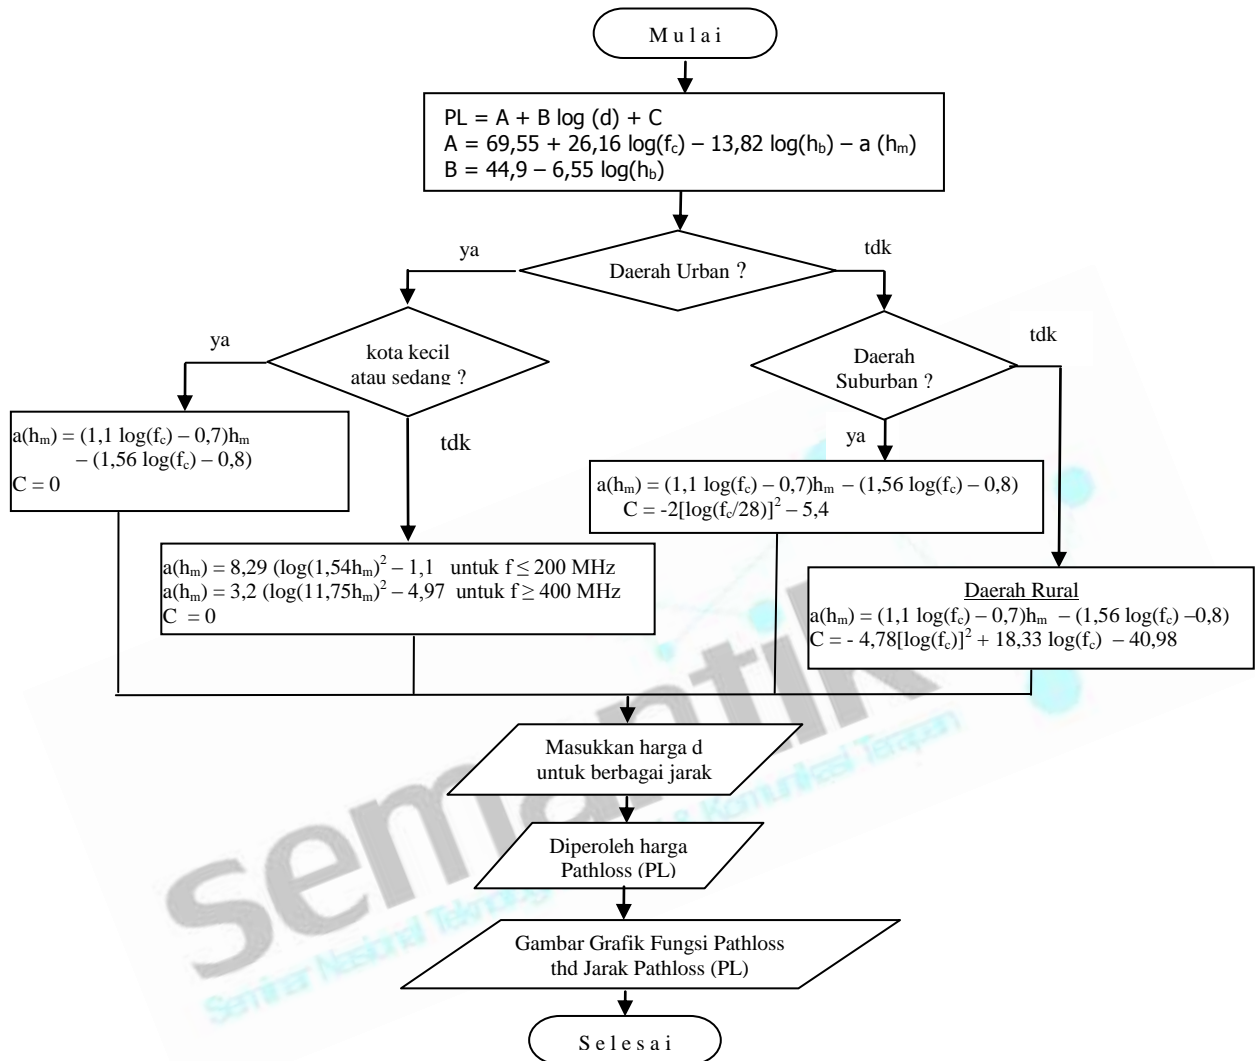 M u l a i
PL = A + B log (d) + C
A = 69,55 + 26,16 log(fc) – 13,82 log(hb) – a (hm)
B = 44,9 – 6,55 log(hb)
ya
Daerah Urban ?
tdk
ya
kota kecil
atau sedang ?
tdk
Daerah
Suburban ?
tdk
ya
a(hm) = (1,1 log(fc) – 0,7)hm
– (1,56 log(fc) – 0,8)
C = 0
a(hm) = (1,1 log(fc) – 0,7)hm – (1,56 log(fc) – 0,8)
C = -2[log(fc/28)]² – 5,4
a(hm) = 8,29 (log(1,54hm)² – 1,1 untuk f ≤ 200 MHz
a(hm) = 3,2 (log(11,75hm)² – 4,97 untuk f ≥ 400 MHz
C = 0
Daerah Rural
a(hm) = (1,1 log(fc) – 0,7)hm – (1,56 log(fc) –0,8)
C = - 4,78[log(fc)]² + 18,33 log(fc) – 40,98
Masukkan harga d
untuk berbagai jarak
Diperoleh harga
Pathloss (PL)
Gambar Grafik Fungsi Pathloss
thd Jarak Pathloss (PL)
S e l e s a i
semantik
Seminar Nasional Teknologi & Komunikasi Terapan